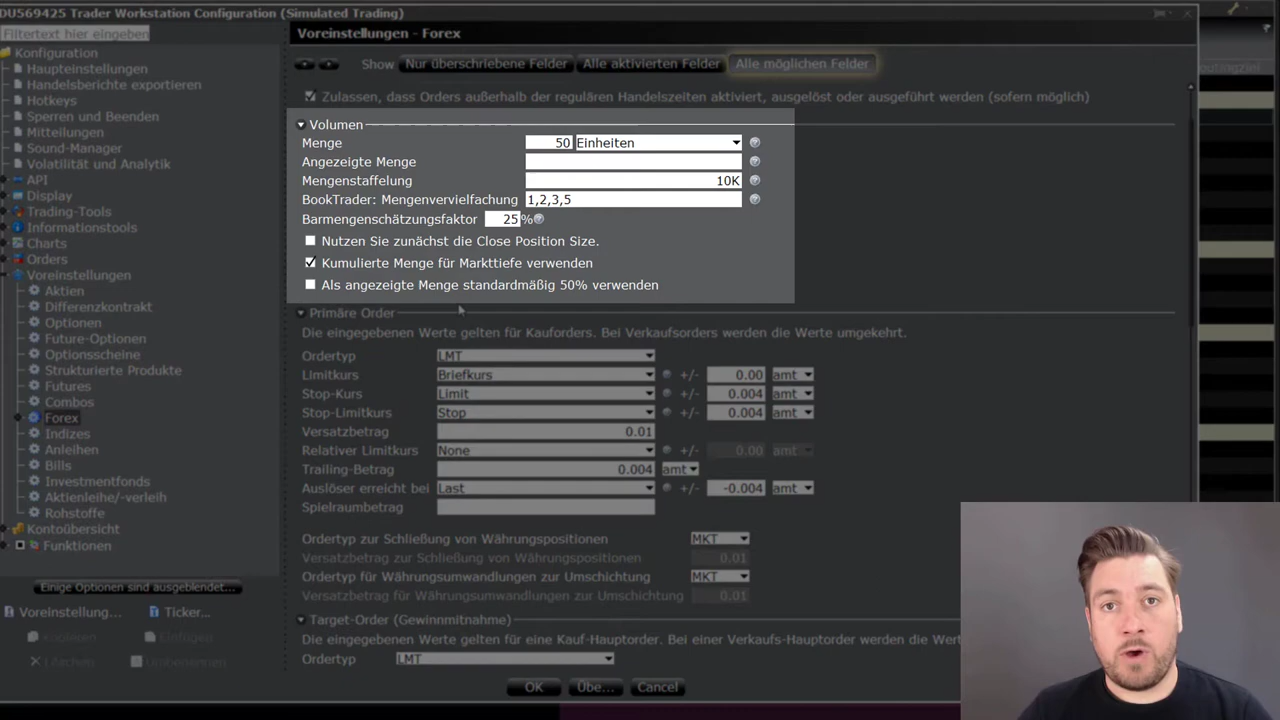 DU569425 Trader Workstation Configuration (Simulated Trading)
Filtertext hier eingeben
Konfiguration
Haupteinstellungen
Handelsberichte exportieren
Hotkeys
Sperren und Beenden
Mitteilungen
Sound-Manager
Volatilität und Analytik
API
Display
Trading-Tools
Informationstools
Charts
Orders
Voreinstellungen
Aktien
Differenzkontrakt
Optionen
Future-Optionen
Optionsscheine
Strukturierte Produkte
Futures
Combos
Forex
Indizes
Anleihen
Bills
Investmentfonds
Aktienleihe/-verleih
Rohstoffe
Kontoübersicht
Funktionen
Einige Optionen sind ausgeblendet...
Voreinstellung... Ticker...
Einfügen
Löschen Umbenennen
Voreinstellungen - Forex
Show Nur überschriebene Felder Alle aktivierten Felder Alle möglichen Felder
Zulassen, dass Orders außerhalb der regulären Handelszeiten aktiviert, ausgelöst oder ausgeführt werden (sofern möglich)
Volumen
Menge 50 Einheiten
Angezeigte Menge
Mengenstaffelung 10K
BookTrader: Mengenvervielfachung 1,2,3,5
Barmengenschätzungsfaktor 25 %
Nutzen Sie zunächst die Close Position Size.
Kumulierte Menge für Markttiefe verwenden
Als angezeigte Menge standardmäßig 50% verwenden
Primäre Order
Die eingegebenen Werte gelten für Kauforders. Bei Verkaufsorders werden die Werte umgekehrt.
Ordertyp LMT
Limitkurs Briefkurs +/- 0.00 amt
Stop-Kurs Limit +/- 0.004 amt
Stop-Limitkurs Stop +/- 0.004 amt
Versatzbetrag 0.01
Relativer Limitkurs None +/- 0.00 amt
Trailing-Betrag 0.004 amt
Auslöser erreicht bei Last +/- -0.004 amt
Spielraumbetrag
Ordertyp zur Schließung von Währungspositionen MKT
Versatzbetrag zur Schließung von Währungspositionen 0.01
Ordertyp für Währungsumwandlungen zur Umschichtung MKT
Versatzbetrag für Währungsumwandlungen zur Umschichtung 0.01
Target-Order (Gewinnmitnahme)
Die eingegebenen Werte gelten für eine Kauf-Hauptorder. Bei einer Verkaufs-Hauptorder werden die Wert
Ordertyp LMT
OK Übe... Cancel